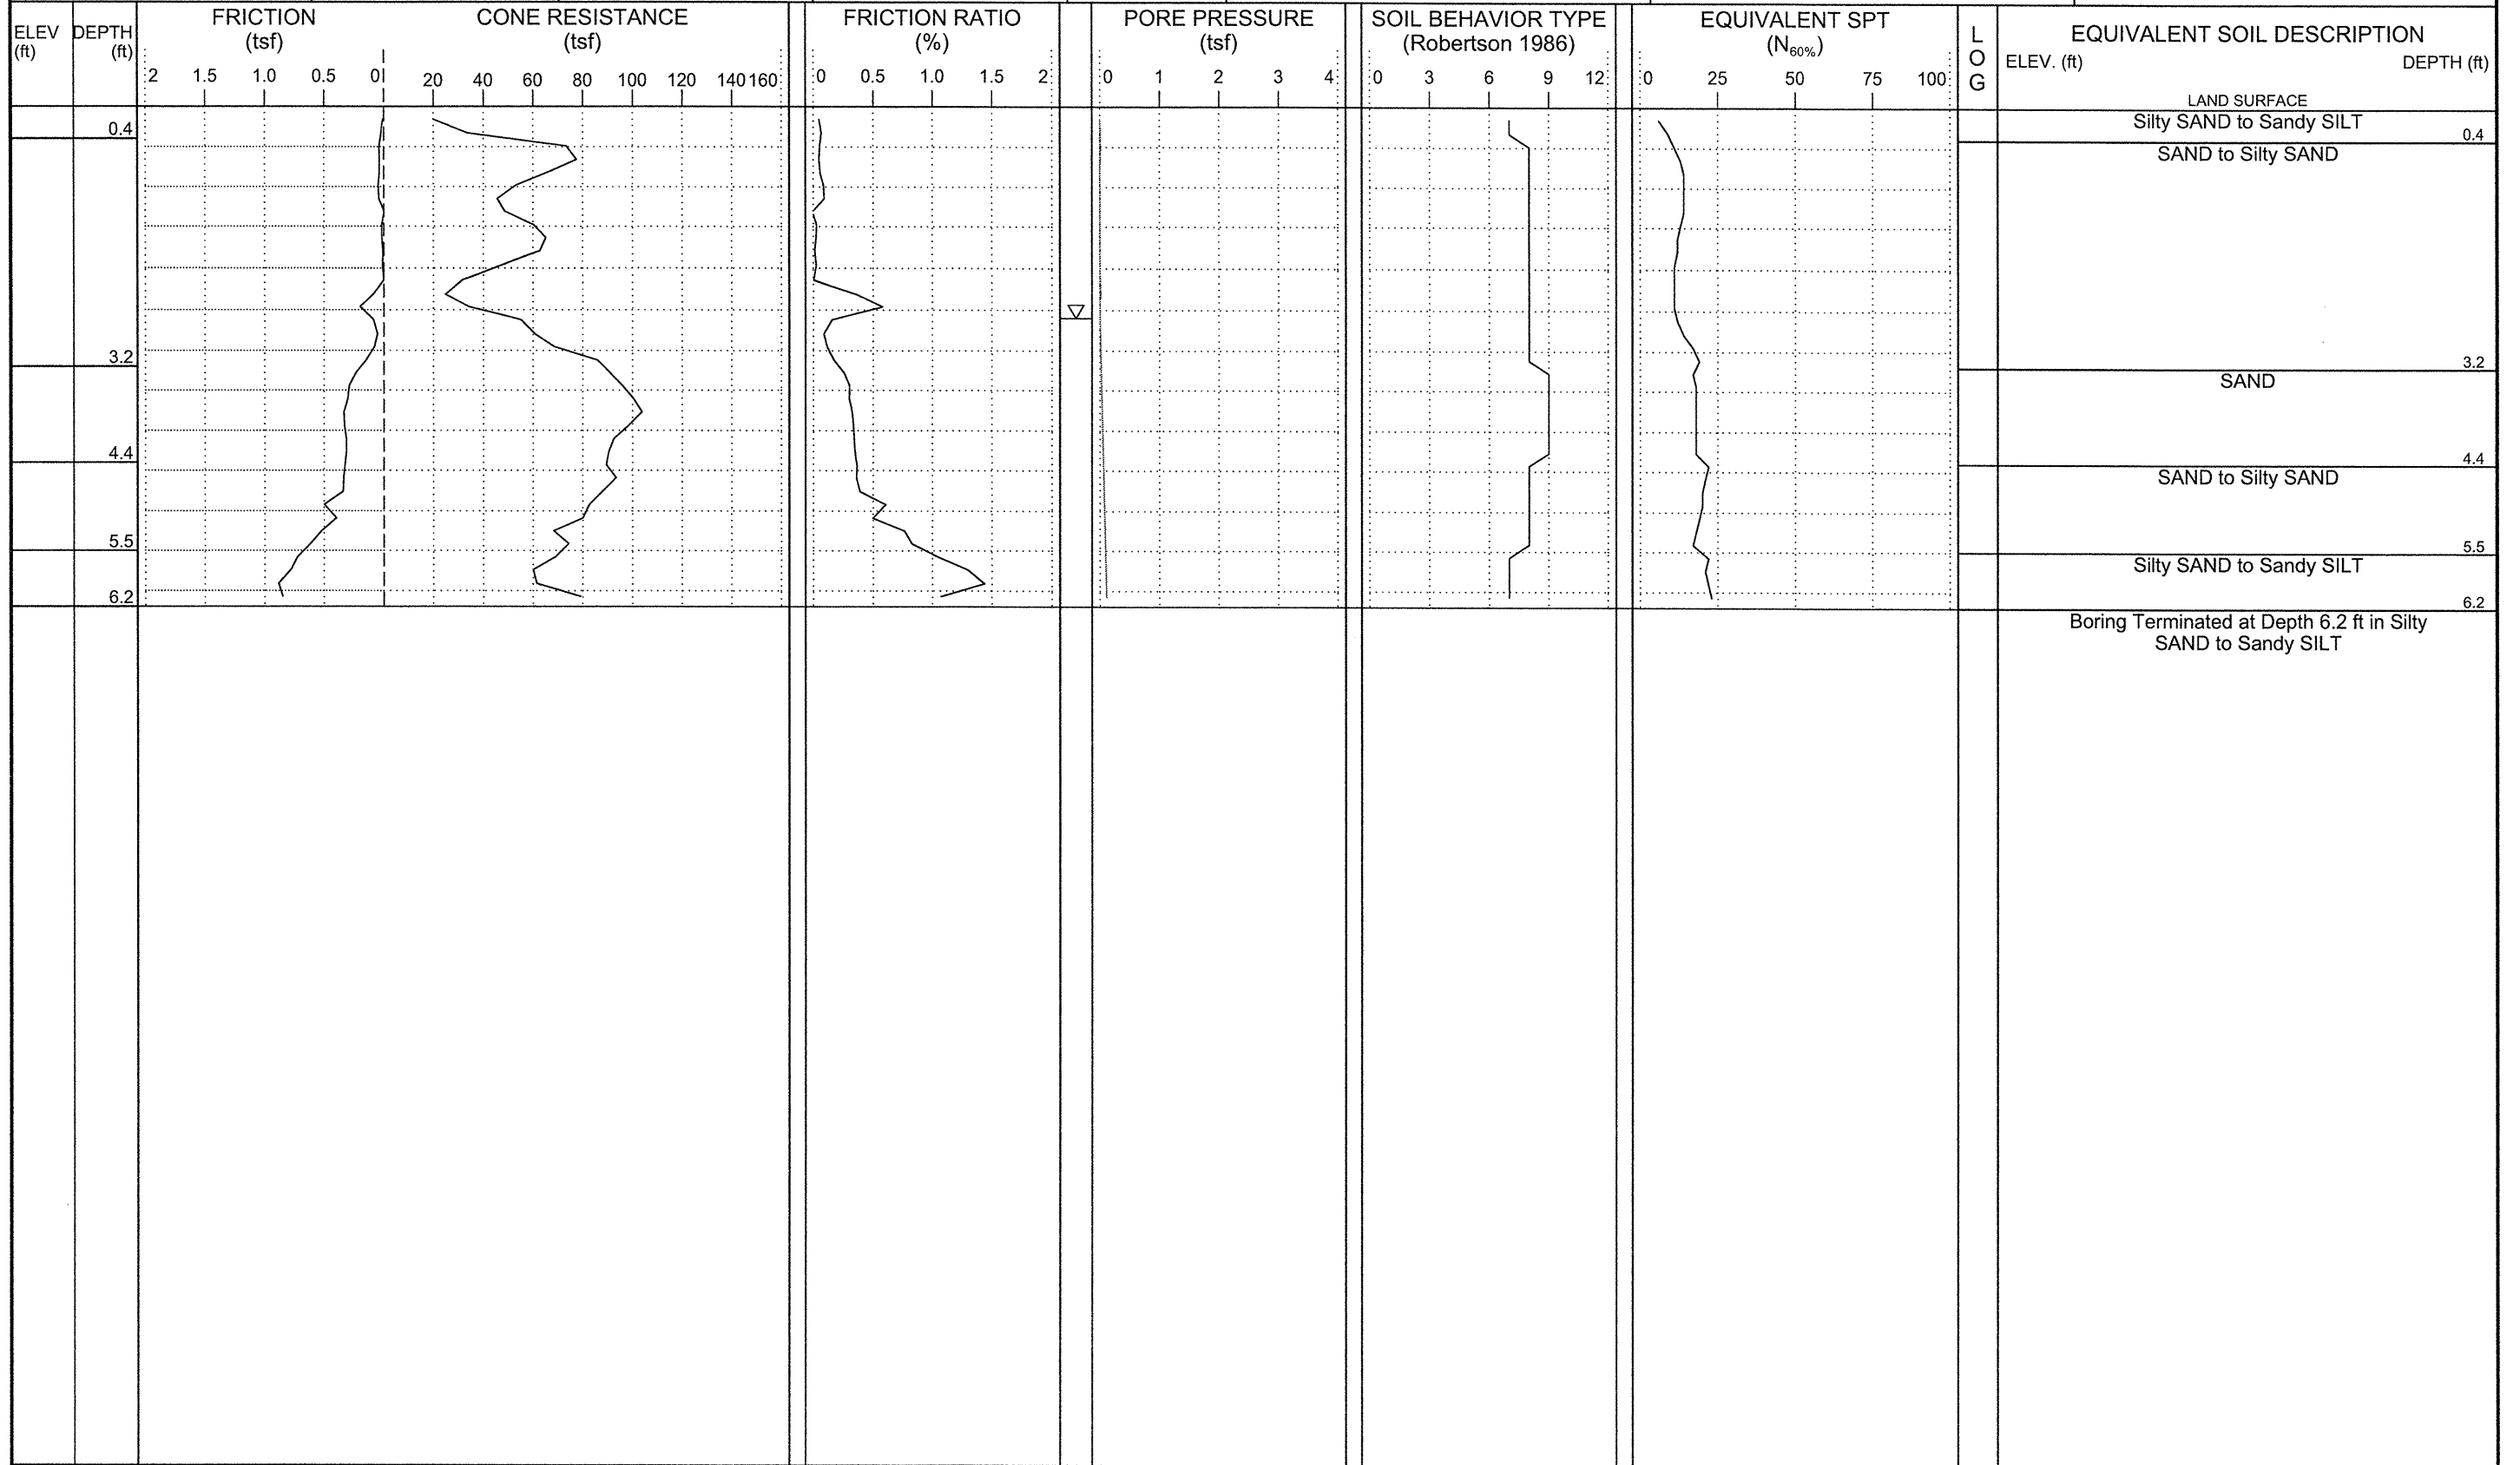 ELEV
(ft)
DEPTH
(ft)
FRICTION
(tsf)
2 1.5 1.0 0.5 0
CONE RESISTANCE
(tsf)
20 40 60 80 100 120 140 160
FRICTION RATIO
(%)
0 0.5 1.0 1.5 2
PORE PRESSURE
(tsf)
0 1 2 3 4
SOIL BEHAVIOR TYPE
(Robertson 1986)
0 3 6 9 12
EQUIVALENT SPT
(N60%)
0 25 50 75 100
L
O
G
EQUIVALENT SOIL DESCRIPTION
ELEV. (ft) DEPTH (ft)
LAND SURFACE
0.4
Silty SAND to Sandy SILT
0.4
SAND to Silty SAND
3.2
3.2
SAND
4.4
4.4
SAND to Silty SAND
5.5
5.5
Silty SAND to Sandy SILT
6.2
6.2
Boring Terminated at Depth 6.2 ft in Silty
SAND to Sandy SILT